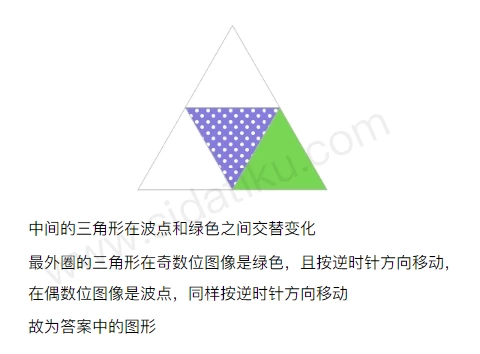 中间的三角形在波点和绿色之间交替变化
最外圈的三角形在奇数位图像是绿色，且按逆时针方向移动，
在偶数位图像是波点，同样按逆时针方向移动
故为答案中的图形
www.cidatiku.com